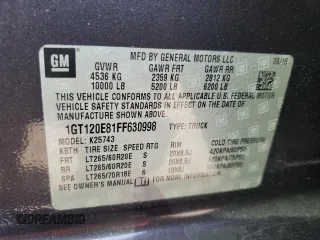 GM
MFD BY GENERAL MOTORS LLC
08/15
GVWR GAWR FRT GAWR RR
4536 KG 2359 KG 2812 KG
10000 LB 5200 LB 6200 LB
THIS VEHICLE CONFORMS TO ALL APPLICABLE U.S. FEDERAL MOTOR
VEHICLE SAFETY STANDARDS IN EFFECT ON THE DATE OF
MANUFACTURE SHOWN ABOVE.
1GT120E81FF630998 TYPE: TRUCK
MODEL: K25743
TIRE SIZE SPEED RTG RIM COLD TIRE PRESSURE
FRT LT265/60R20E S
RR LT265/60R20E S
SPA LT265/70R18E S
SEE OWNER MANUAL FOR